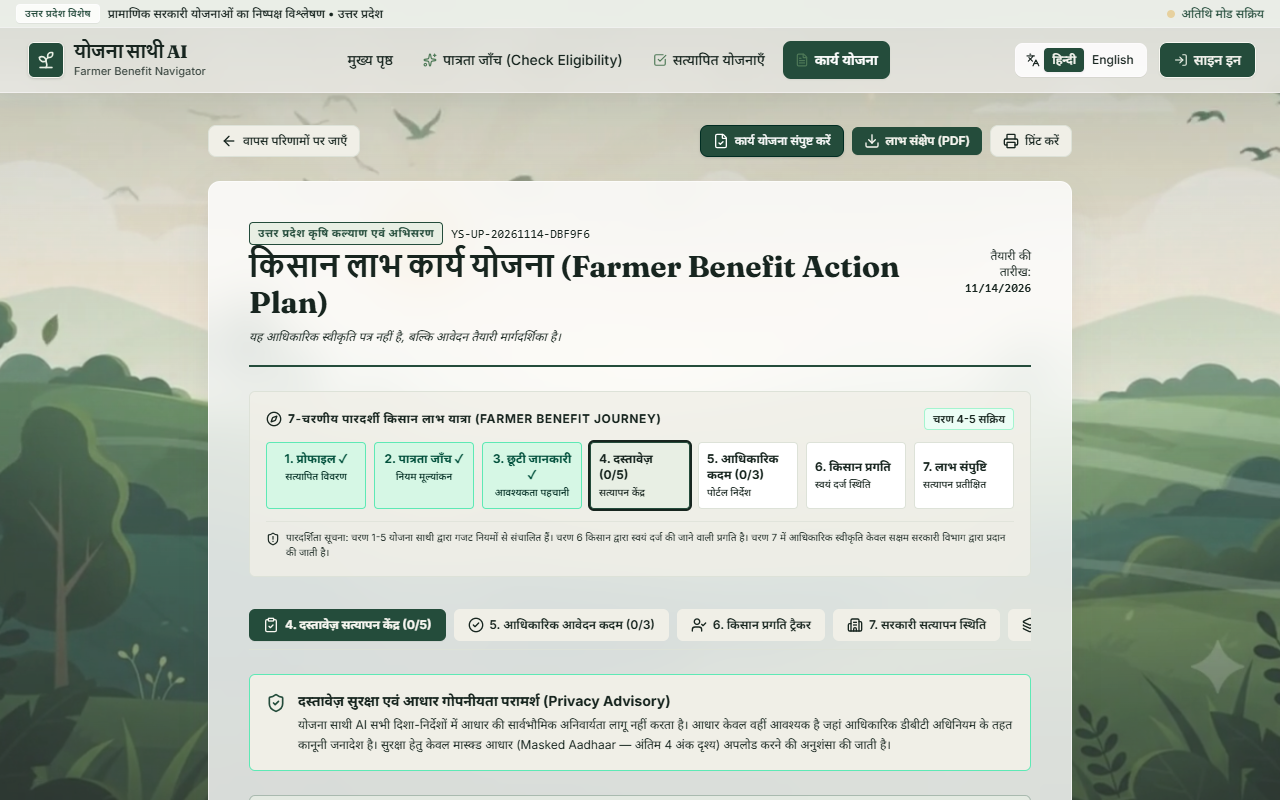 उत्तर प्रदेश विशेष
प्रामाणिक सरकारी योजनाओं का निष्पक्ष विश्लेषण • उत्तर प्रदेश
अतिथि मोड सक्रिय
योजना साथी AI
Farmer Benefit Navigator
मुख्य पृष्ठ
पात्रता जाँच (Check Eligibility)
सत्यापित योजनाएँ
कार्य योजना
हिन्दी
English
साइन इन
वापस परिणामों पर जाएँ
कार्य योजना संपुष्ट करें
लाभ संक्षेप (PDF)
प्रिंट करें
उत्तर प्रदेश कृषि कल्याण एवं अभिसरण
YS-UP-20261114-DBF9F6
किसान लाभ कार्य योजना (Farmer Benefit Action
Plan)
तैयारी की
तारीख:
11/14/2026
यह आधिकारिक स्वीकृति पत्र नहीं है, बल्कि आवेदन तैयारी मार्गदर्शिका है।
7-चरणीय पारदर्शी किसान लाभ यात्रा (FARMER BENEFIT JOURNEY)
चरण 4-5 सक्रिय
1. प्रोफाइल ✓
सत्यापित विवरण
2. पात्रता जाँच ✓
नियम मूल्यांकन
3. छूटी जानकारी
✓
आवश्यकता पहचानी
4. दस्तावेज़
(0/5)
सत्यापन केंद्र
5. आधिकारिक
कदम (0/3)
पोर्टल निर्देश
6. किसान प्रगति
स्वयं दर्ज स्थिति
7. लाभ संपुष्टि
सत्यापन प्रतीक्षित
पारदर्शिता सूचना: चरण 1-5 योजना साथी द्वारा गजट नियमों से संचालित हैं। चरण 6 किसान द्वारा स्वयं दर्ज की जाने वाली प्रगति है। चरण 7 में आधिकारिक स्वीकृति केवल सक्षम सरकारी विभाग द्वारा प्रदान
की जाती है।
4. दस्तावेज़ सत्यापन केंद्र (0/5)
5. आधिकारिक आवेदन कदम (0/3)
6. किसान प्रगति ट्रैकर
7. सरकारी सत्यापन स्थिति
दस्तावेज़ सुरक्षा एवं आधार गोपनीयता परामर्श (Privacy Advisory)
योजना साथी AI सभी दिशा-निर्देशों में आधार की सार्वभौमिक अनिवार्यता लागू नहीं करता है। आधार केवल वहीं आवश्यक है जहां आधिकारिक डीबीटी अधिनियम के तहत
कानूनी जनादेश है। सुरक्षा हेतु केवल मास्क्ड आधार (Masked Aadhaar — अंतिम 4 अंक दृश्य) अपलोड करने की अनुशंसा की जाती है।